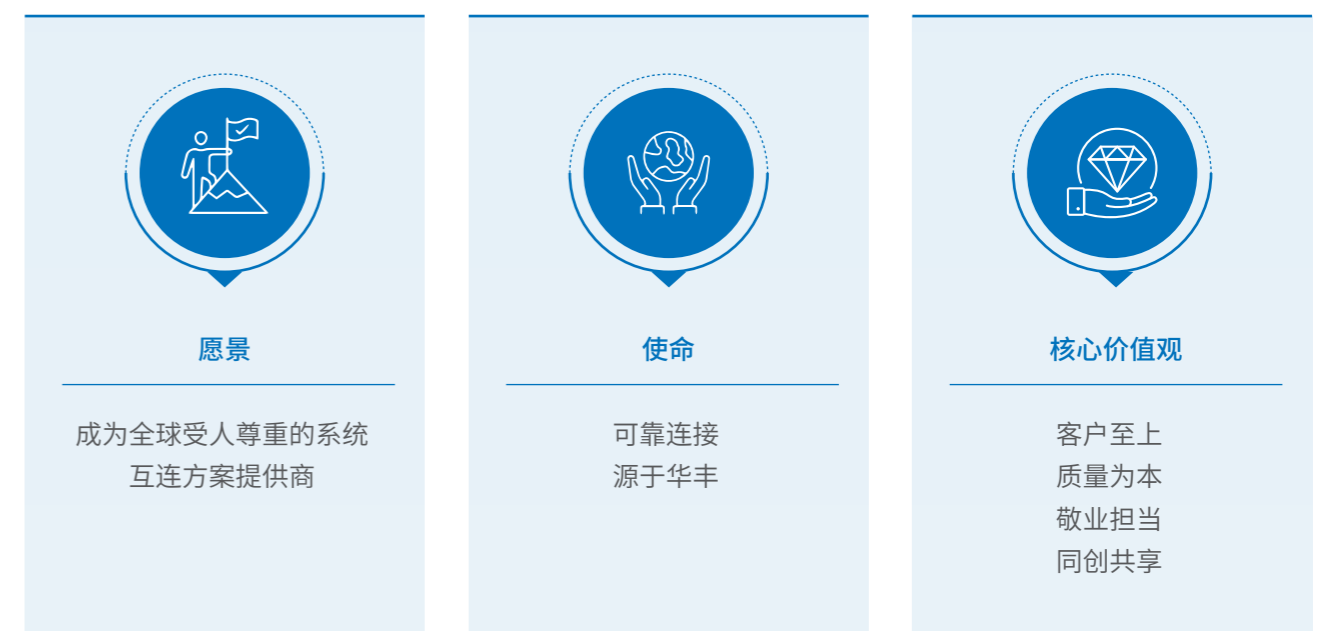 愿景
成为全球受人尊重的系统
互连方案提供商
使命
可靠连接
源于华丰
核心价值观
客户至上
质量为本
敬业担当
同创共享